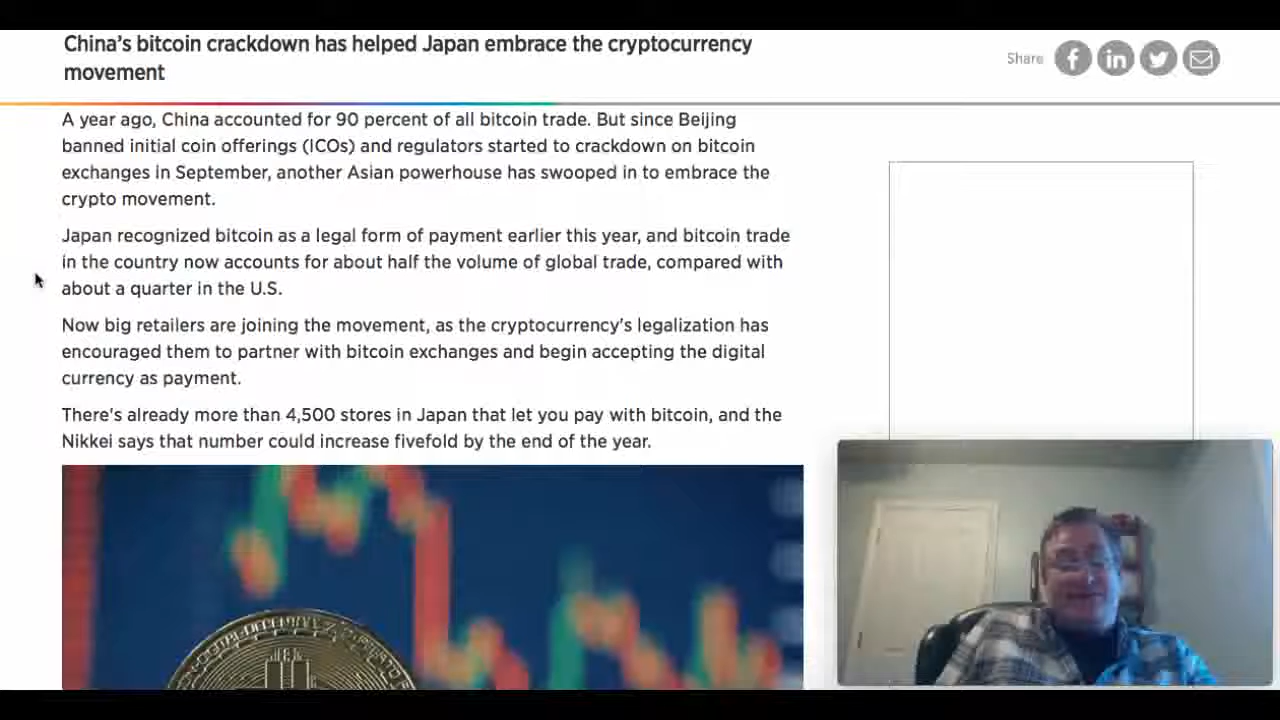 China's bitcoin crackdown has helped Japan embrace the cryptocurrency
movement
Share
A year ago, China accounted for 90 percent of all bitcoin trade. But since Beijing
banned initial coin offerings (ICOs) and regulators started to crackdown on bitcoin
exchanges in September, another Asian powerhouse has swooped in to embrace the
crypto movement.
Japan recognized bitcoin as a legal form of payment earlier this year, and bitcoin trade
in the country now accounts for about half the volume of global trade, compared with
about a quarter in the U.S.
Now big retailers are joining the movement, as the cryptocurrency's legalization has
encouraged them to partner with bitcoin exchanges and begin accepting the digital
currency as payment.
There's already more than 4,500 stores in Japan that let you pay with bitcoin, and the
Nikkei says that number could increase fivefold by the end of the year.